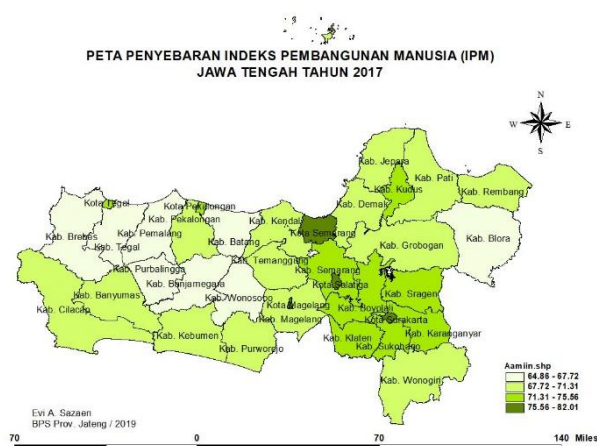 PETA PENYEBARAN INDEKS PEMBANGUNAN MANUSIA (IPM)
JAWA TENGAH TAHUN 2017
N
W E
S
Kab. Jepara
Kab. Pati
Kab. Kudus
Kab. Rembang
Kota Tegal
Kota Pekalongan
Kab. Demak
Kab. Pekalongan
Kab. Kendal
Kota Semarang
Kab. Brebes
Kab. Pemalang
Kab. Tegal
Kab. Batang
Kab. Grobogan
Kab. Blora
Kab. Temanggung
Kab. Purbalingga
Kab. Semarang
Kab. Banjarnegara
Kota Salatiga
Kab. Banyumas
Kab. Wonosobo
Kab. Sragen
Kab. Cilacap
Kota Magelang
Kab. Boyolali
Kab. Magelang
Kota Surakarta
Kab. Kebumen
Kab. Purworejo
Kab. Klaten
Kab. Karanganyar
Kab. Sukoharjo
Kab. Wonogiri
Aamiin.shp
64.86 - 67.72
67.72 - 71.31
71.31 - 75.56
75.56 - 82.01
Evi A. Sazaen
BPS Prov. Jateng / 2019
70 0 70 140 Miles